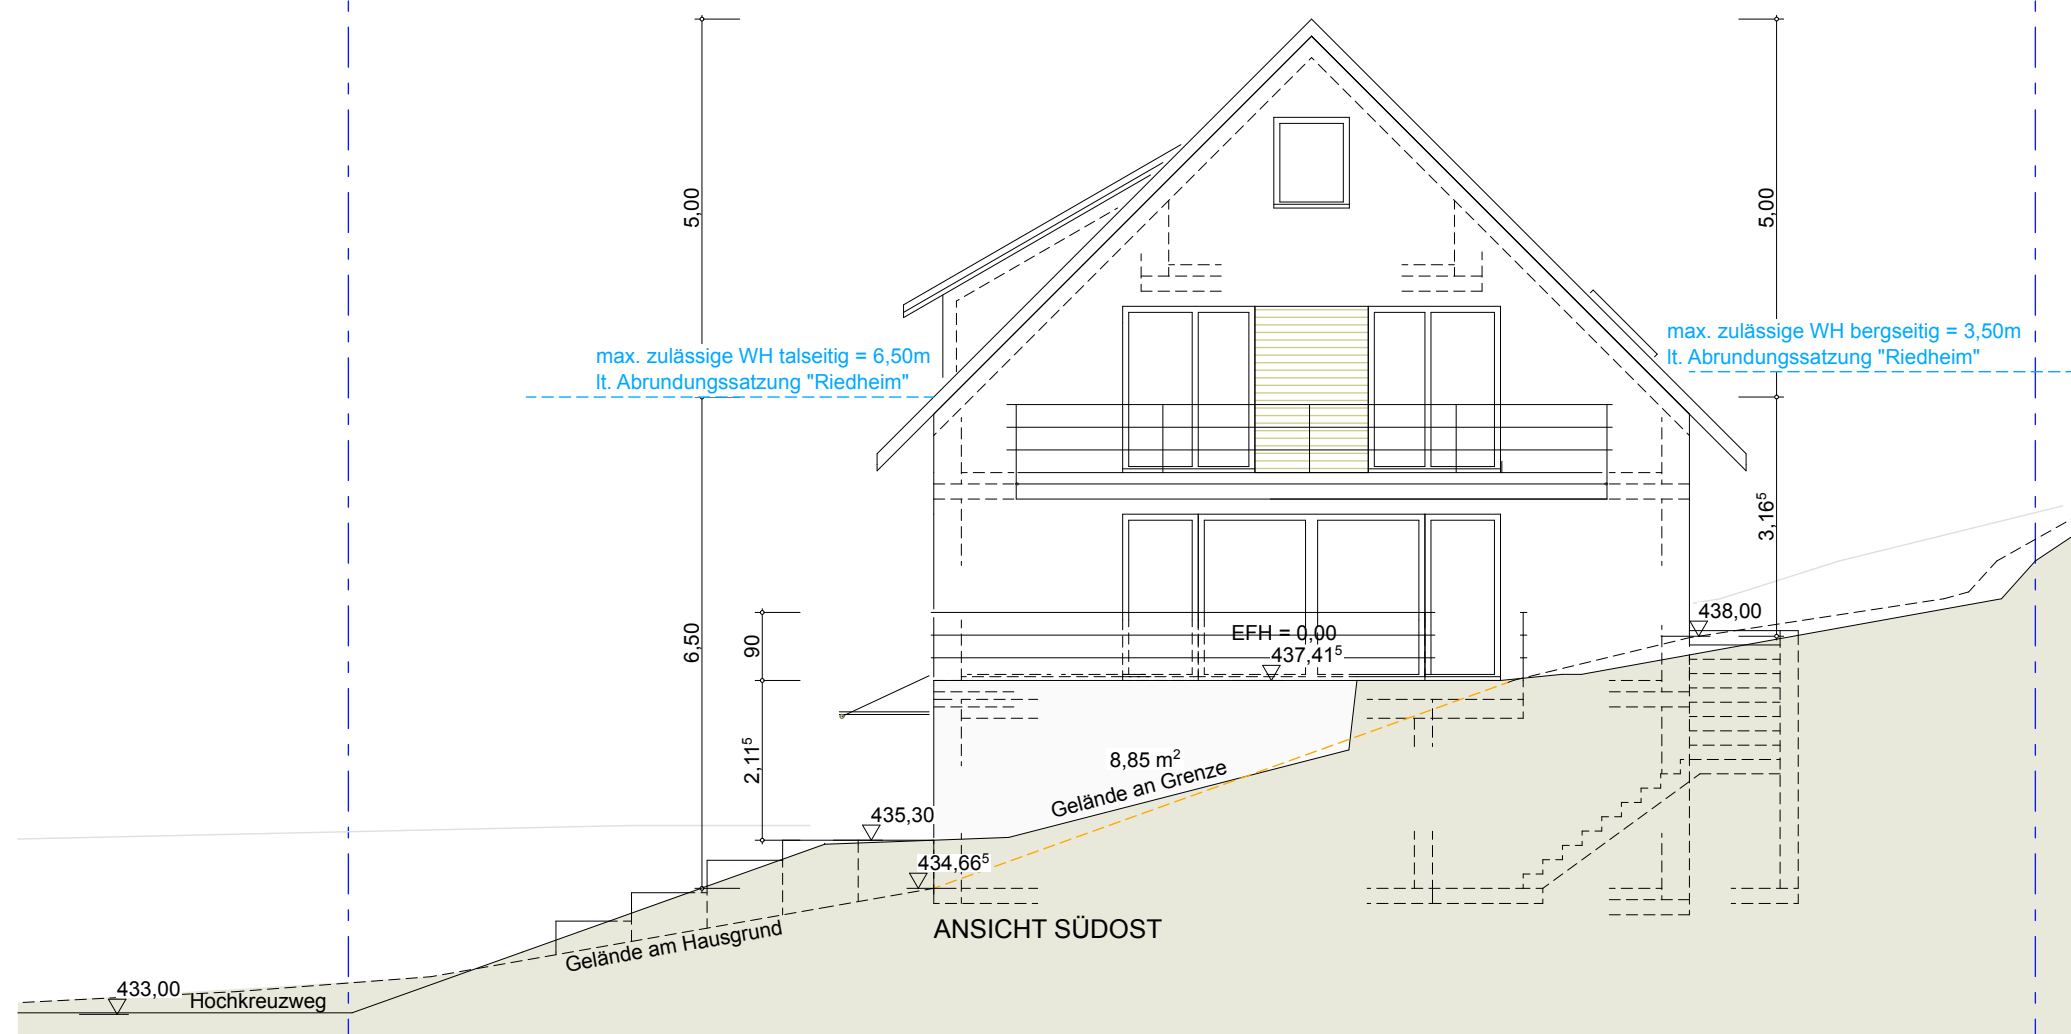 5,00
5,00
max. zulässige WH talseitig = 6,50m
lt. Abrundungssatzung "Riedheim"
max. zulässige WH bergseitig = 3,50m
lt. Abrundungssatzung "Riedheim"
3,16⁵
438,00
6,50
90
EFH = 0,00
437,41⁵
2,11⁵
8,85 m²
Gelände an Grenze
435,30
434,66⁵
ANSICHT SÜDOST
Gelände am Hausgrund
433,00
Hochkreuzweg